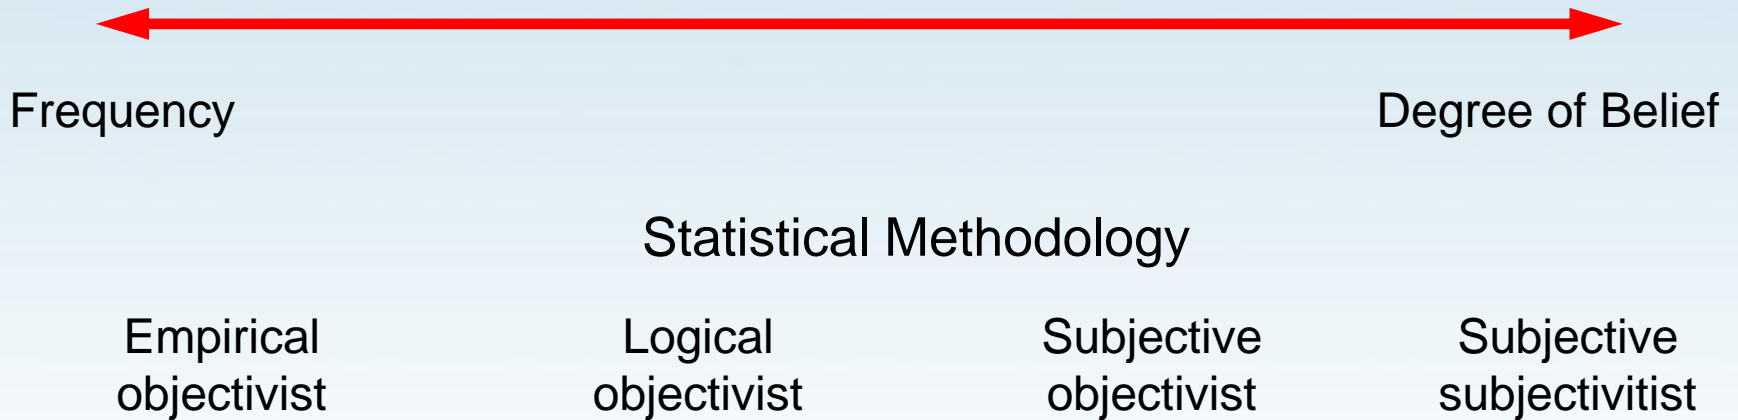 Frequency Degree of Belief
Statistical Methodology
Empirical Logical Subjective Subjective
objectivist objectivist objectivist subjectivitist